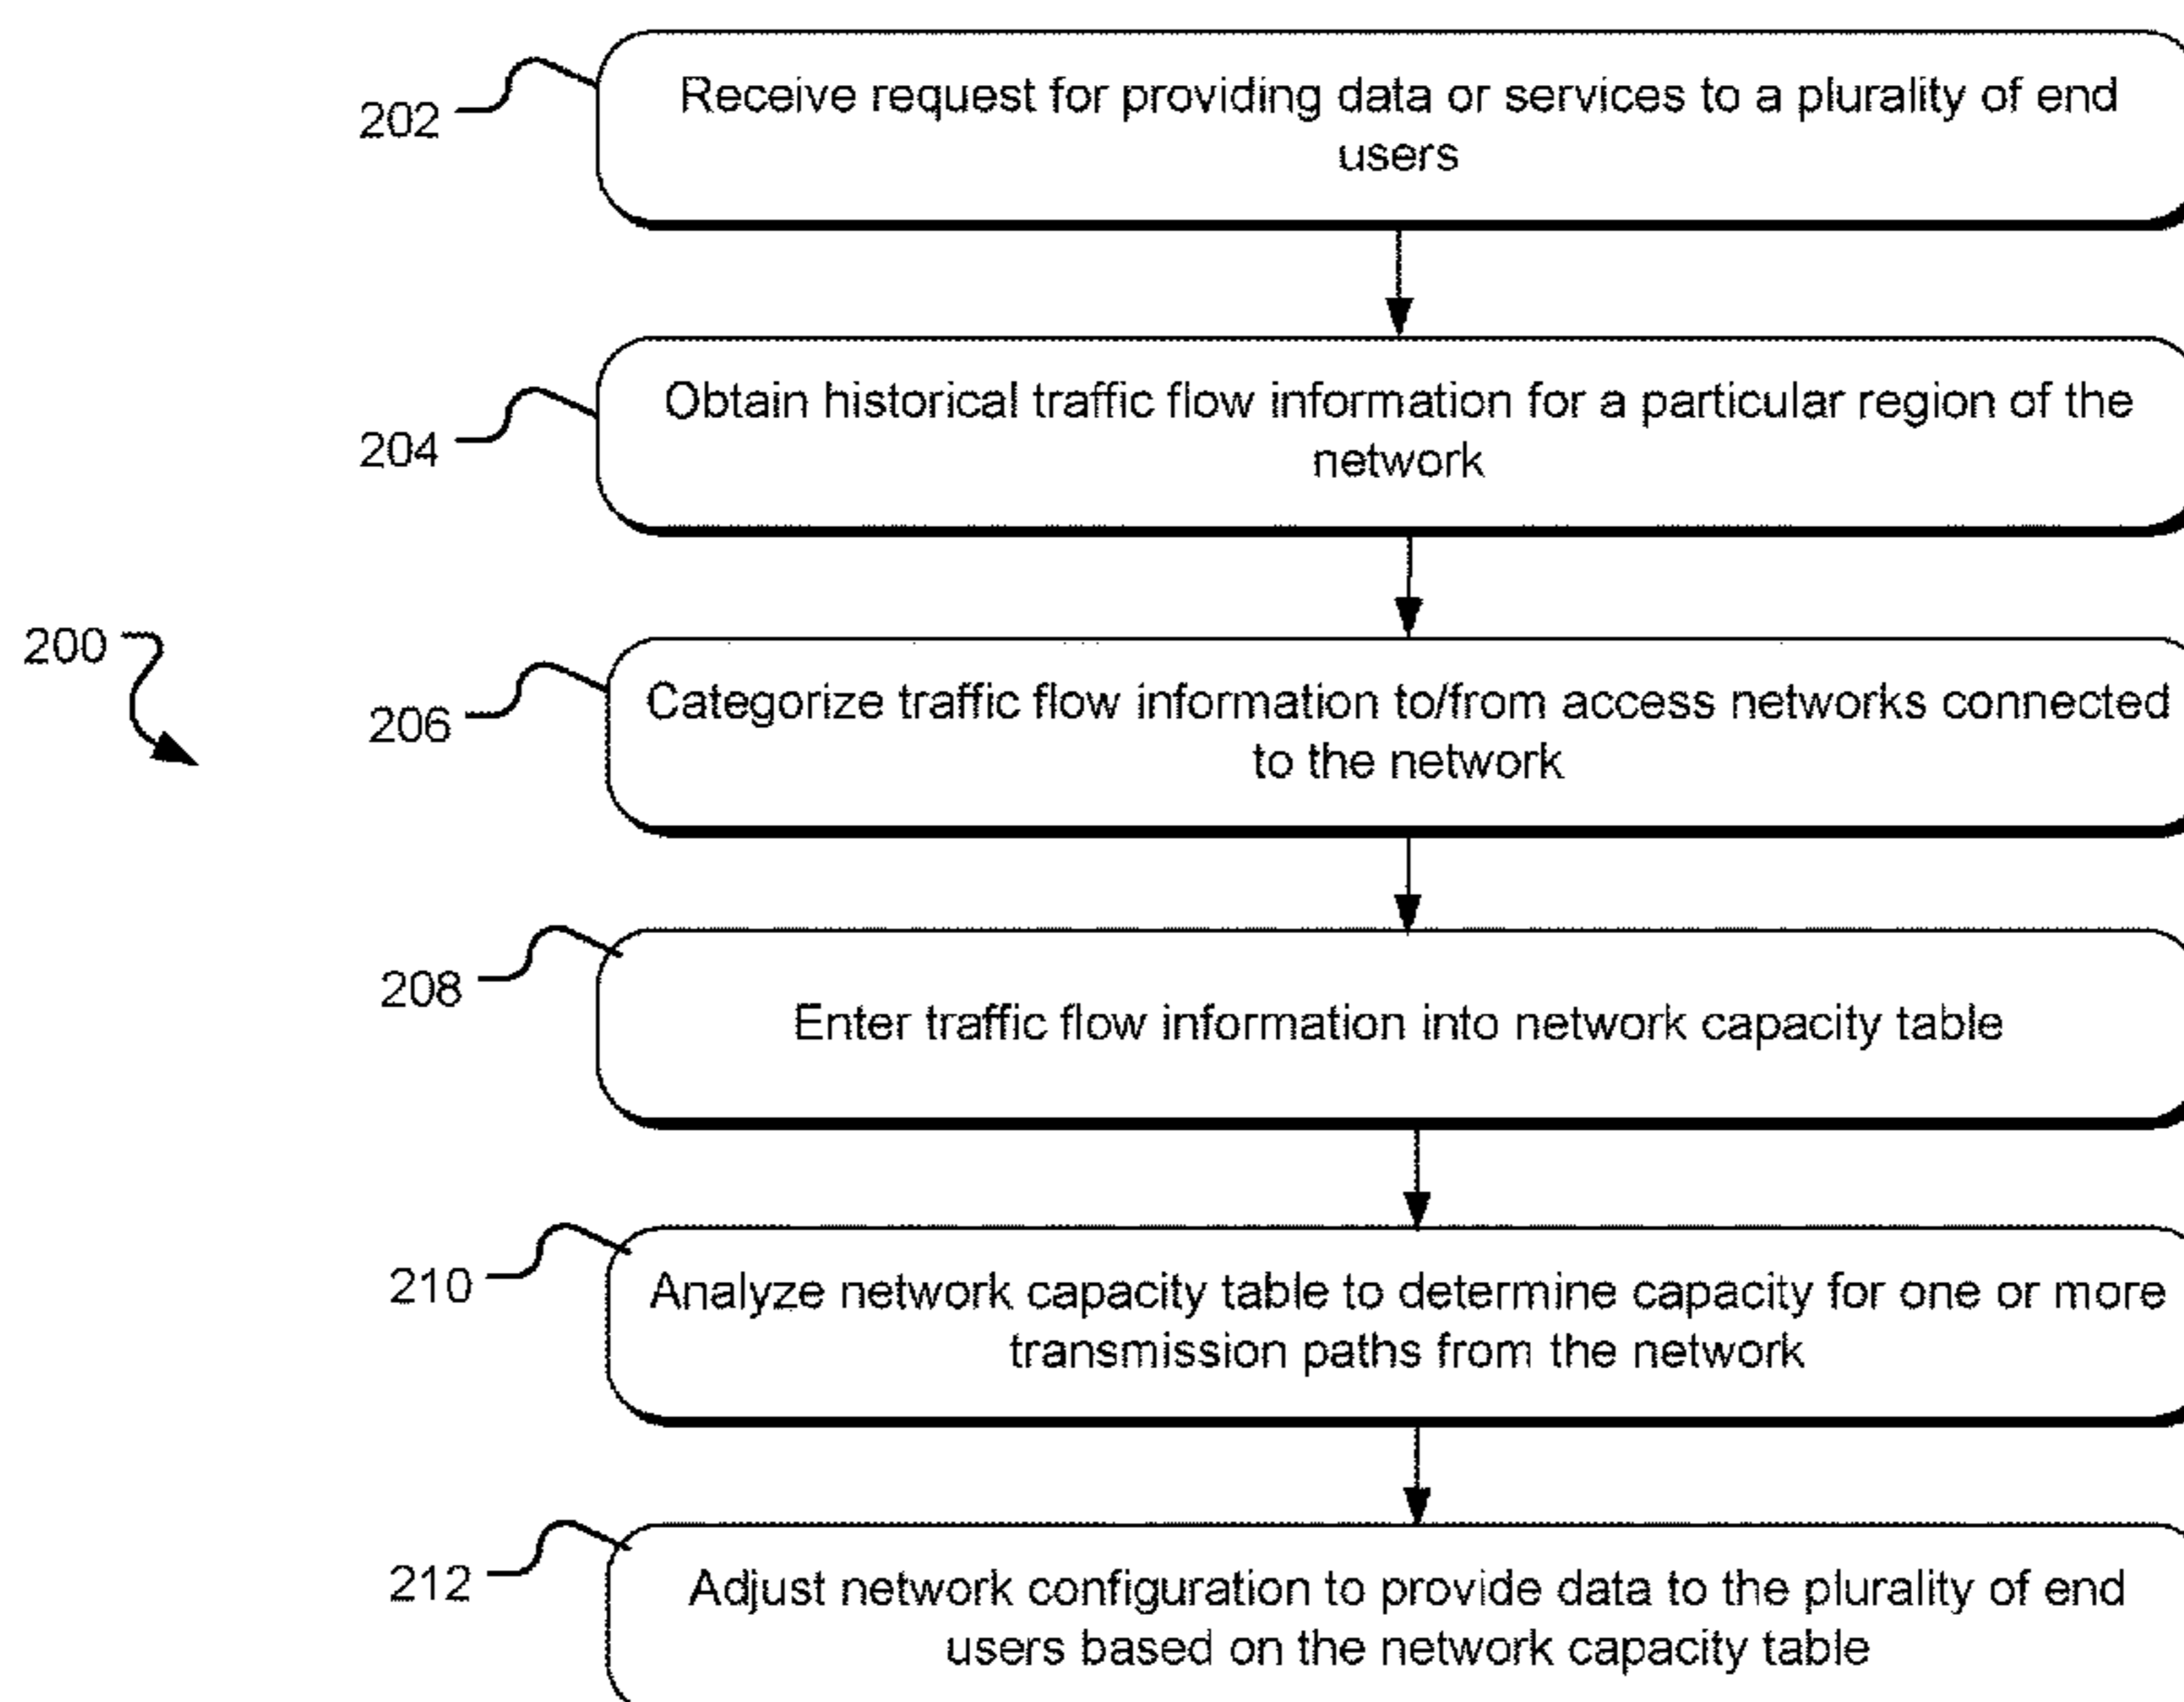 202
Receive request for providing data or services to a plurality of end
users
204
Obtain historical traffic flow information for a particular region of the
network
200
206
Categorize traffic flow information to/from access networks connected
to the network
208
Enter traffic flow information into network capacity table
210
Analyze network capacity table to determine capacity for one or more
transmission paths from the network
212
Adjust network configuration to provide data to the plurality of end
users based on the network capacity table